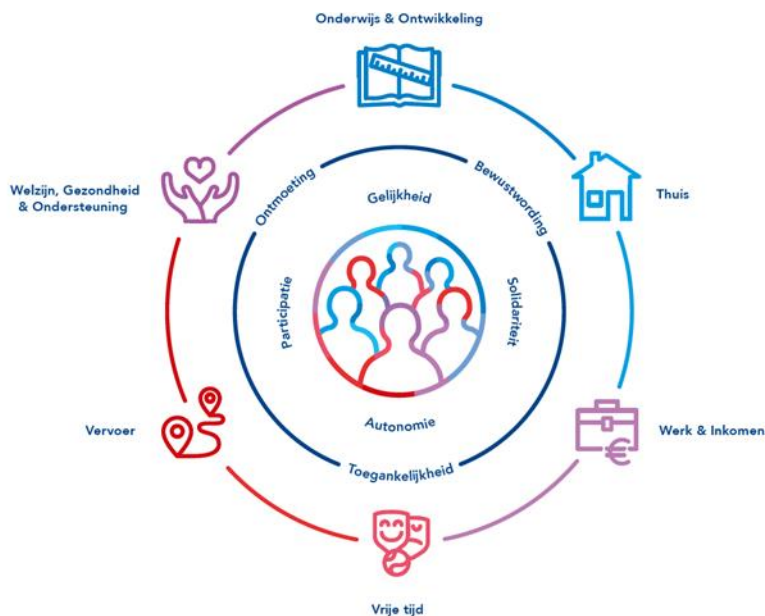 Onderwijs & Ontwikkeling
Thuis
Werk & Inkomen
Vrije tijd
Vervoer
Welzijn, Gezondheid
& Ondersteuning
Ontmoeting
Bewustwording
Toegankelijkheid
Gelijkheid
Solidariteit
Autonomie
Participatie